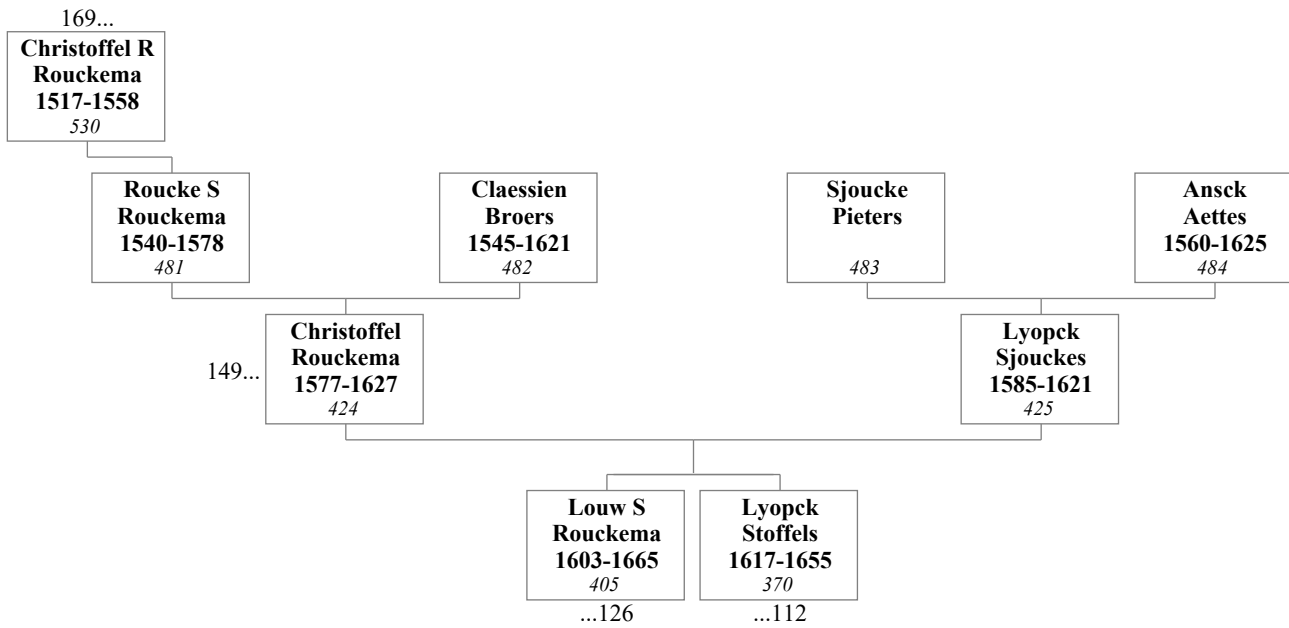 169...
Christoffel R
Rouckema
1517-1558
530
Roucke S
Rouckema
1540-1578
481
Claessien
Broers
1545-1621
482
Sjoucke
Pieters
483
Ansck
Aettes
1560-1625
484
149...
Christoffel
Rouckema
1577-1627
424
Lyopck
Sjouckes
1585-1621
425
Louw S
Rouckema
1603-1665
405
...126
Lyopck
Stoffels
1617-1655
370
...112